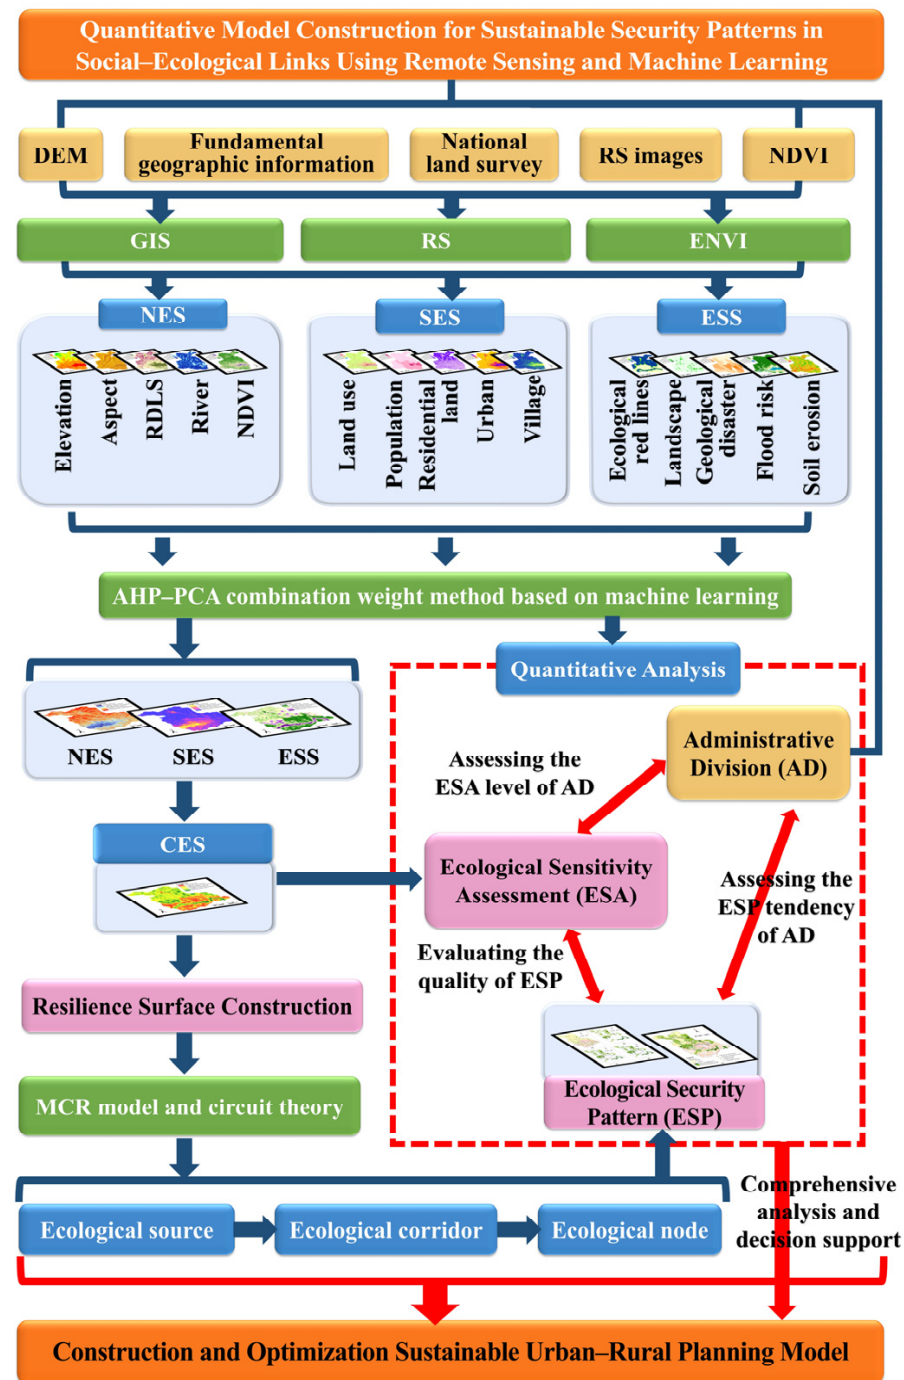 Quantitative Model Construction for Sustainable Security Patterns in
Social–Ecological Links Using Remote Sensing and Machine Learning
DEM
Fundamental
geographic information
National
land survey
RS images
NDVI
GIS
RS
ENVI
NES
SES
ESS
Elevation
Aspect
RDLS
River
NDVI
Land use
Population
Residential
land
Urban
Village
Ecological
red lines
Landscape
Geological
disaster
Flood risk
Soil erosion
AHP–PCA combination weight method based on machine learning
Quantitative Analysis
NES
SES
ESS
Administrative
Division (AD)
Assessing the
ESA level of AD
CES
Ecological Sensitivity
Assessment (ESA)
Assessing the
ESP tendency
of AD
Evaluating the
quality of ESP
Resilience Surface Construction
MCR model and circuit theory
Ecological Security
Pattern (ESP)
Ecological source
Ecological corridor
Ecological node
Comprehensive
analysis and
decision support
Construction and Optimization Sustainable Urban–Rural Planning Model